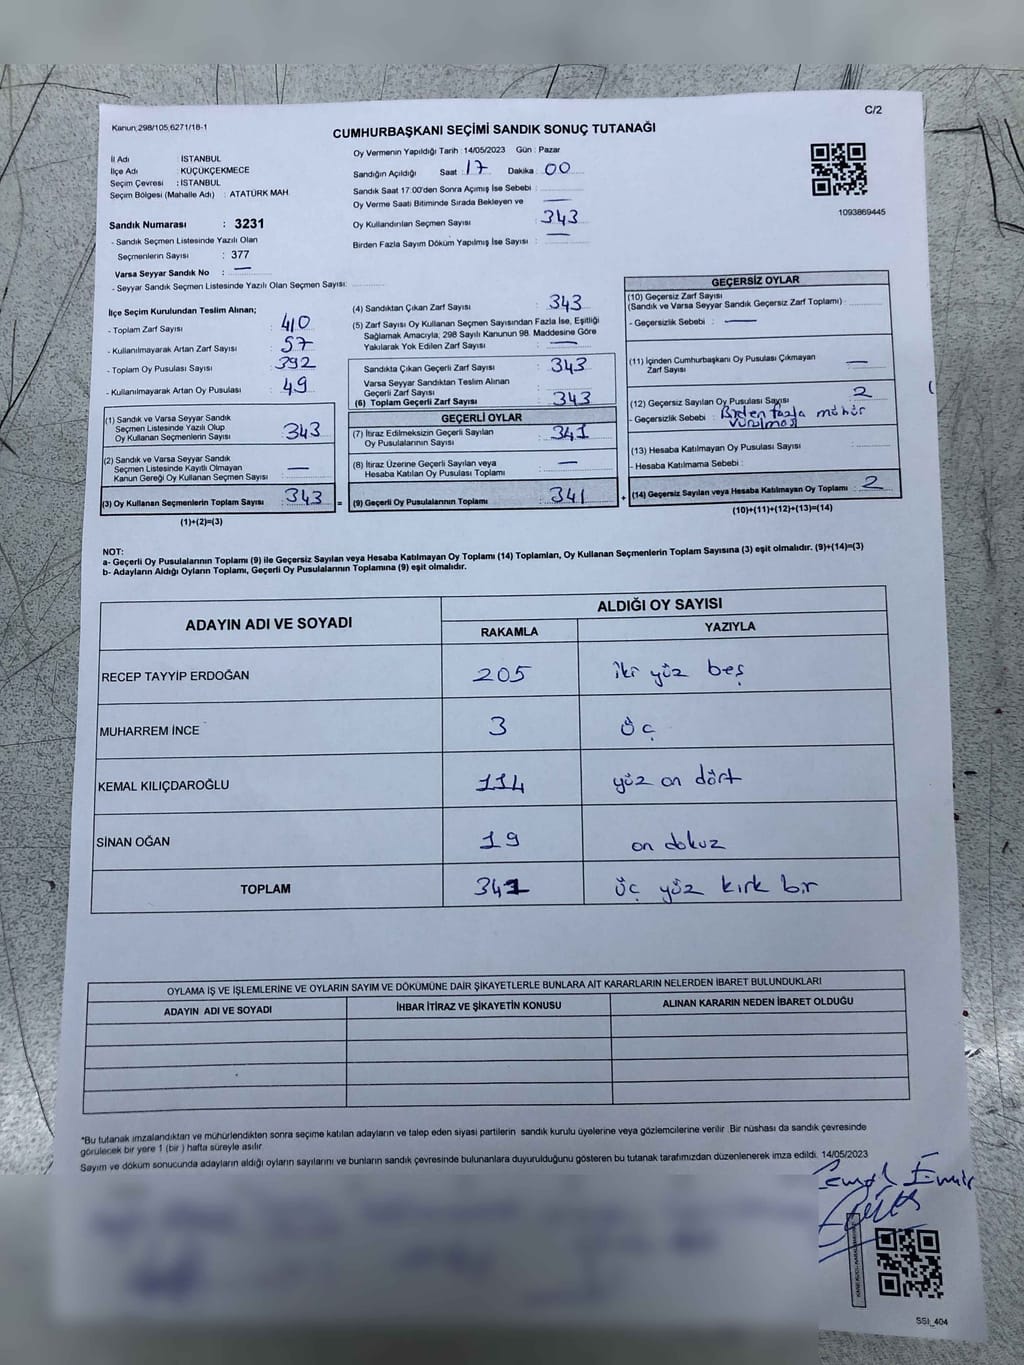 C/2
Kanun;298/105;6271/18-1
CUMHURBAŞKANI SEÇİMİ SANDIK SONUÇ TUTANAĞI
İl Adı : İSTANBUL
İlçe Adı : KÜÇÜKÇEKMECE
Seçim Çevresi : İSTANBUL
Seçim Bölgesi (Mahalle Adı) : ATATÜRK MAH.
Oy Vermenin Yapıldığı Tarih : 14/05/2023 Gün : Pazar
Sandığın Açıldığı Saat : 17 Dakika : 00
Sandık Saat 17:00'den Sonra Açımış İse Sebebi :
Oy Verme Saati Bitiminde Sırada Bekleyen ve —
Oy Kullandırılan Seçmen Sayısı : 343
Birden Fazla Sayım Döküm Yapılmış İse Sayısı : —
1093869445
Sandık Numarası : 3231
- Sandık Seçmen Listesinde Yazılı Olan
Seçmenlerin Sayısı : 377
Varsa Seyyar Sandık No : —
- Seyyar Sandık Seçmen Listesinde Yazılı Olan Seçmen Sayısı:
İlçe Seçim Kurulundan Teslim Alınan;
- Toplam Zarf Sayısı : 410
- Kullanılmayarak Artan Zarf Sayısı : 57
- Toplam Oy Pusulası Sayısı : 392
- Kullanılmayarak Artan Oy Pusulası : 49
(1) Sandık ve Varsa Seyyar Sandık
Seçmen Listesinde Yazılı Olup
Oy Kullanan Seçmenlerin Sayısı : 343
(2) Sandık ve Varsa Seyyar Sandık
Seçmen Listesinde Kayıtlı Olmayan
Kanun Gereği Oy Kullanan Seçmen Sayısı : —
(3) Oy Kullanan Seçmenlerin Toplam Sayısı : 343 =
(1)+(2)=(3)
(4) Sandıktan Çıkan Zarf Sayısı : 343
(5) Zarf Sayısı Oy Kullanan Seçmen Sayısından Fazla İse, Eşitliği
Sağlamak Amacıyla, 298 Sayılı Kanunun 98. Maddesine Göre
Yakılarak Yok Edilen Zarf Sayısı : —
Sandıkta Çıkan Geçerli Zarf Sayısı : 343
Varsa Seyyar Sandıktan Teslim Alınan
Geçerli Zarf Sayısı :
(6) Toplam Geçerli Zarf Sayısı : 343
GEÇERLİ OYLAR
(7) İtiraz Edilmeksizin Geçerli Sayılan
Oy Pusulalarının Sayısı : 341
(8) İtiraz Üzerine Geçerli Sayılan veya
Hesaba Katılan Oy Pusulası Toplamı : —
(9) Geçerli Oy Pusulalarının Toplamı : 341 +
GEÇERSİZ OYLAR
(10) Geçersiz Zarf Sayısı
(Sandık ve Varsa Seyyar Sandık Geçersiz Zarf Toplamı) :
- Geçersizlik Sebebi : —
(11) İçinden Cumhurbaşkanı Oy Pusulası Çıkmayan
Zarf Sayısı : —
(12) Geçersiz Sayılan Oy Pusulası Sayısı : 2
- Geçersizlik Sebebi : Birden fazla mühür
vurulması
(13) Hesaba Katılmayan Oy Pusulası Sayısı :
- Hesaba Katılmama Sebebi :
(14) Geçersiz Sayılan veya Hesaba Katılmayan Oy Toplamı : 2
(10)+(11)+(12)+(13)=(14)
NOT:
a- Geçerli Oy Pusulalarının Toplamı (9) ile Geçersiz Sayılan veya Hesaba Katılmayan Oy Toplamı (14) Toplamları, Oy Kullanan Seçmenlerin Toplam Sayısına (3) eşit olmalıdır. (9)+(14)=(3)
b- Adayların Aldığı Oyların Toplamı, Geçerli Oy Pusulalarının Toplamına (9) eşit olmalıdır.
ADAYIN ADI VE SOYADI ALDIĞI OY SAYISI
RAKAMLA YAZIYLA
RECEP TAYYİP ERDOĞAN 205 iki yüz beş
MUHARREM İNCE 3 üç
KEMAL KILIÇDAROĞLU 114 yüz on dört
SİNAN OĞAN 19 on dokuz
TOPLAM 341 üç yüz kırk bir
OYLAMA İŞ VE İŞLEMLERİNE VE OYLARIN SAYIM VE DÖKÜMÜNE DAİR ŞİKAYETLERLE BUNLARA AİT KARARLARIN NELERDEN İBARET BULUNDUKLARI
ADAYIN ADI VE SOYADI İHBAR İTİRAZ VE ŞİKAYETİN KONUSU ALINAN KARARIN NEDEN İBARET OLDUĞU
*Bu tutanak imzalandıktan ve mühürlendikten sonra seçime katılan adayların ve talep eden siyasi partilerin sandık kurulu üyelerine veya gözlemcilerine verilir. Bir nüshası da sandık çevresinde
görülecek bir yere 1 (bir ) hafta süreyle asılır.
Sayım ve döküm sonucunda adayların aldığı oyların sayılarını ve bunların sandık çevresinde bulunanlara duyurulduğunu gösteren bu tutanak tarafımızdan düzenlenerek imza edildi. 14/05/2023
Emir
SSI_404